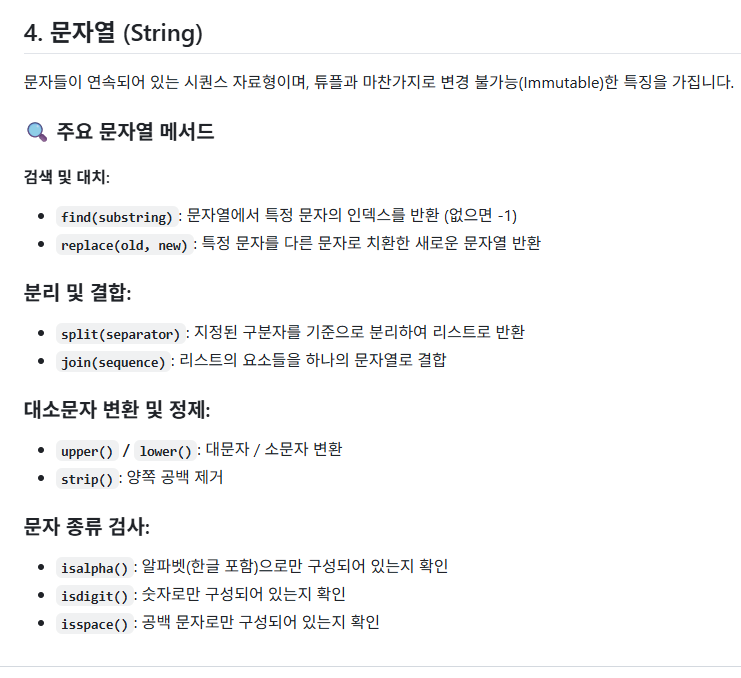 4. 문자열 (String)
문자들이 연속되어 있는 시퀀스 자료형이며, 튜플과 마찬가지로 변경 불가능(Immutable)한 특징을 가집니다.
🔍 주요 문자열 메서드
검색 및 대치:
• find(substring) : 문자열에서 특정 문자의 인덱스를 반환 (없으면 -1)
• replace(old, new) : 특정 문자를 다른 문자로 치환한 새로운 문자열 반환
분리 및 결합:
• split(separator) : 지정된 구분자를 기준으로 분리하여 리스트로 반환
• join(sequence) : 리스트의 요소들을 하나의 문자열로 결합
대소문자 변환 및 정제:
• upper() / lower() : 대문자 / 소문자 변환
• strip() : 양쪽 공백 제거
문자 종류 검사:
• isalpha() : 알파벳(한글 포함)으로만 구성되어 있는지 확인
• isdigit() : 숫자로만 구성되어 있는지 확인
• isspace() : 공백 문자로만 구성되어 있는지 확인